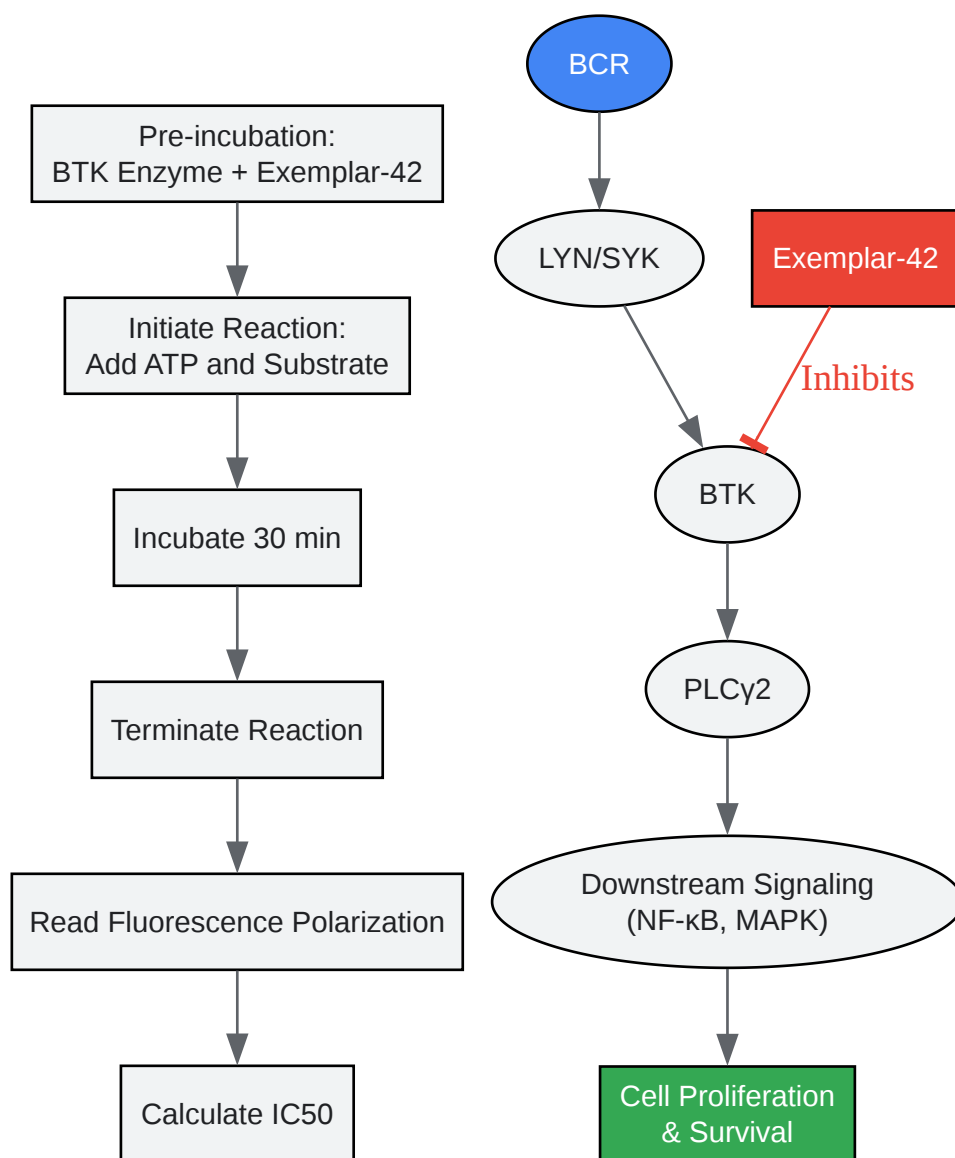 Pre-incubation:
BTK Enzyme + Exemplar-42
Initiate Reaction:
Add ATP and Substrate
Incubate 30 min
Terminate Reaction
Read Fluorescence Polarization
Calculate IC50
BCR
LYN/SYK
Exemplar-42
Inhibits
BTK
PLCγ2
Downstream Signaling
(NF-κB, MAPK)
Cell Proliferation
& Survival